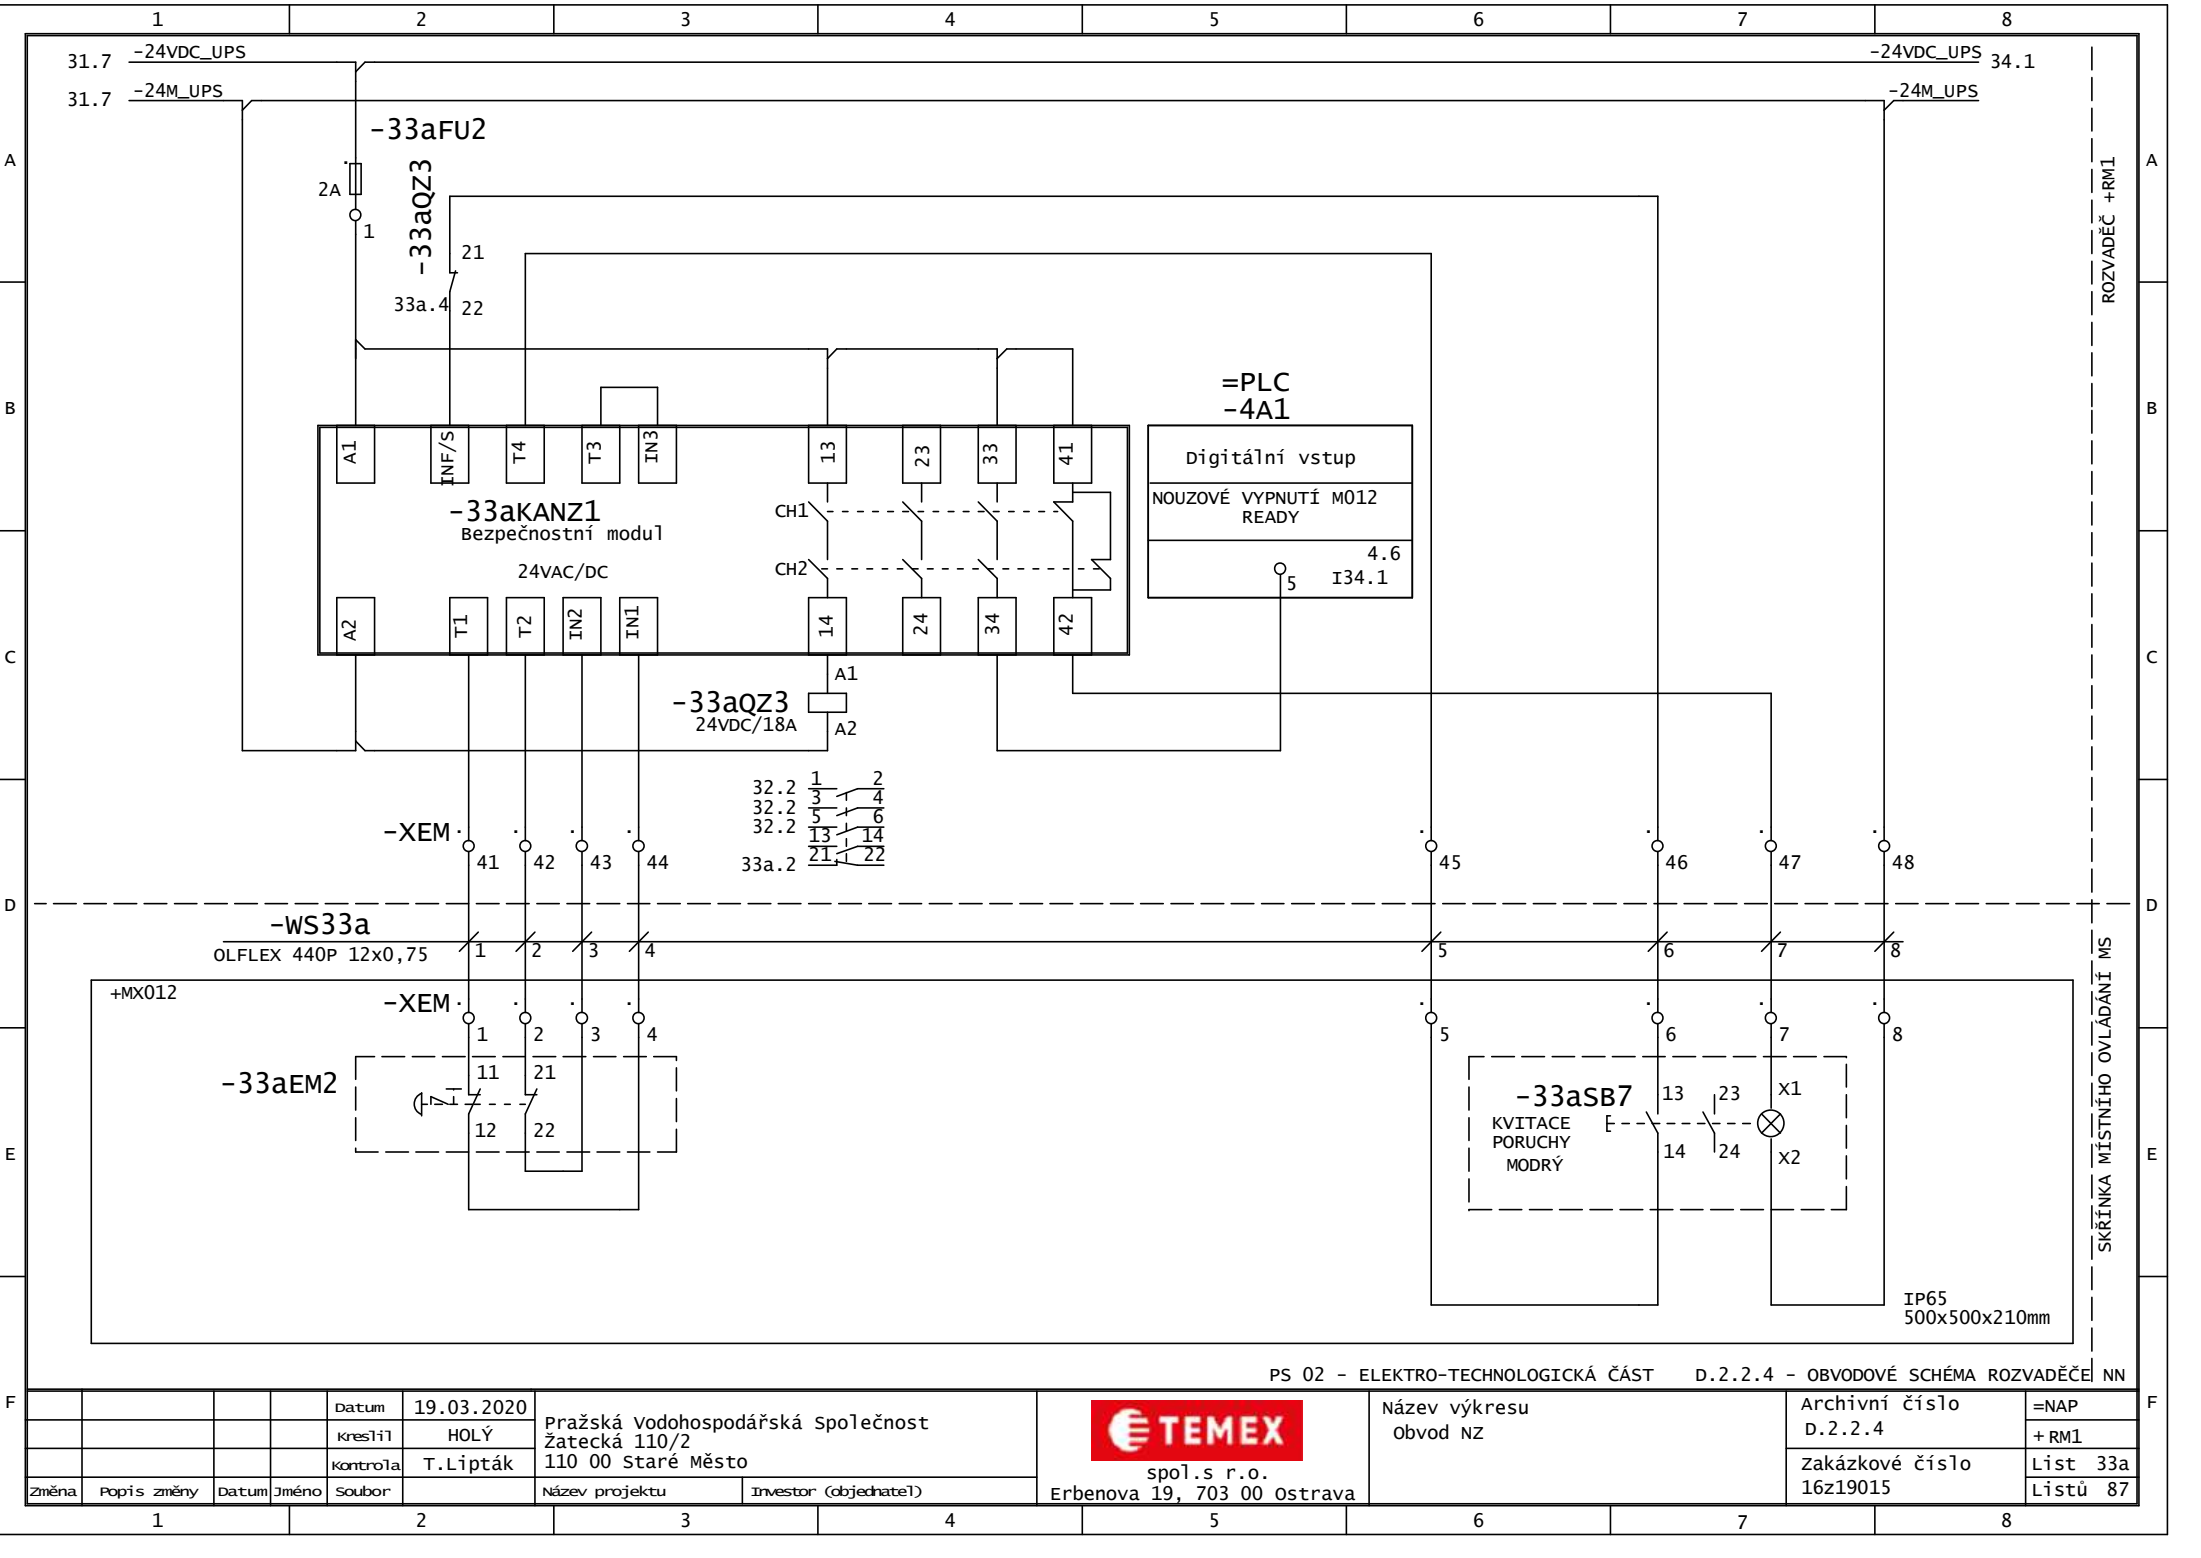 1 2 3 4 5 6 7 8
31.7 -24VDC_UPS
-24VDC_UPS 34.1
31.7 -24M_UPS
-24M_UPS
-33aFU2
A
A
2A
1
-33aQZ3
21
33a.4 22
ROZVADĚČ +RM1
B
B
=PLC
-4A1
A1 INF/S T4 T3 IN3 13 23 33 41
Digitální vstup
NOUZOVÉ VYPNUTÍ M012
READY
4.6
5 I34.1
-33aKANZ1
Bezpečnostní modul
24VAC/DC
CH1
CH2
A2 T1 T2 IN2 IN1 14 24 34 42
C
C
A1
-33aQZ3
24VDC/18A
A2
32.2 1 2
32.2 3 4
32.2 5 6
13 14
33a.2 21 22
-XEM
41 42 43 44 45 46 47 48
D
D
-WS33a
OLFLEX 440P 12x0,75
1 2 3 4 5 6 7 8
+MX012
-XEM
1 2 3 4 5 6 7 8
SKŘÍNKA MÍSTNÍHO OVLÁDÁNÍ MS
-33aEM2
11 21
12 22
-33aSB7
KVITACE
PORUCHY
MODRÝ
13 23 X1
14 24 X2
E
E
IP65
500x500x210mm
PS 02 - ELEKTRO-TECHNOLOGICKÁ ČÁST D.2.2.4 - OBVODOVÉ SCHÉMA ROZVADĚČE NN
F
F
Datum 19.03.2020
Kreslil HOLÝ
Kontrola T.Lipták
Změna Popis změny Datum Jméno Soubor
Pražská Vodohospodářská Společnost
Žatecká 110/2
110 00 Staré Město
Název projektu Investor (objednatel)
TEMEX
spol.s r.o.
Erbenova 19, 703 00 Ostrava
Název výkresu
Obvod NZ
Archivní číslo
D.2.2.4
Zakázkové číslo
16z19015
=NAP
+RM1
List 33a
Listů 87
1 2 3 4 5 6 7 8